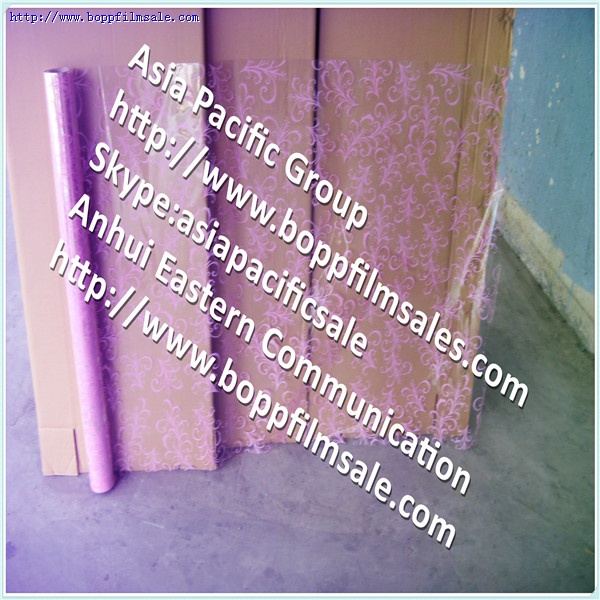 http://www.boppfilmsale.com
Asia Pacific Group
http://www.boppfilmsales.com
Skype:asiapacificsale
Anhui Eastern Communication
http://www.boppfilmsale.com